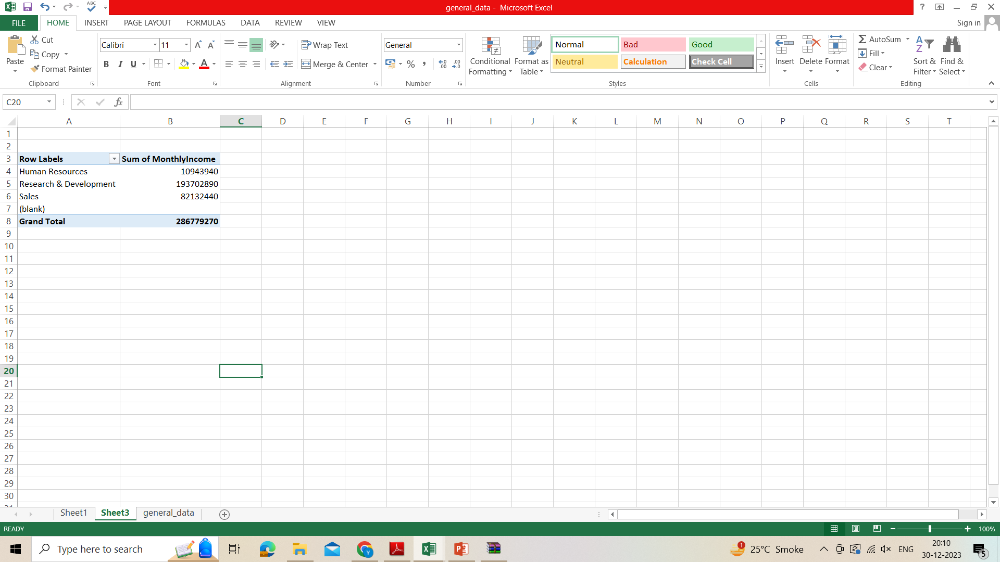 ABC
general_data - Microsoft Excel
?
FILE HOME INSERT PAGE LAYOUT FORMULAS DATA REVIEW VIEW Sign in
Paste
Cut
Copy
Format Painter
Clipboard
Calibri 11 A A
B I U A
Font
Wrap Text
Merge & Center
Alignment
General
% , .00 .00
Number
Conditional Formatting
Format as Table
Normal Bad Good
Neutral Calculation Check Cell
Styles
Insert Delete Format
Cells
AutoSum
Fill
Clear
Sort & Filter
Find & Select
Editing
C20 fx
A B C D E F G H I J K L M N O P Q R S T
1
2
3 Row Labels Sum of MonthlyIncome
4 Human Resources 10943940
5 Research & Development 193702890
6 Sales 82132440
7 (blank)
8 Grand Total 286779270
9
10
11
12
13
14
15
16
17
18
19
20
21
22
23
24
25
26
27
28
29
30
Sheet1 Sheet3 general_data
READY 100%
Type here to search
1 25°C Smoke ENG
20:10
30-12-2023
5